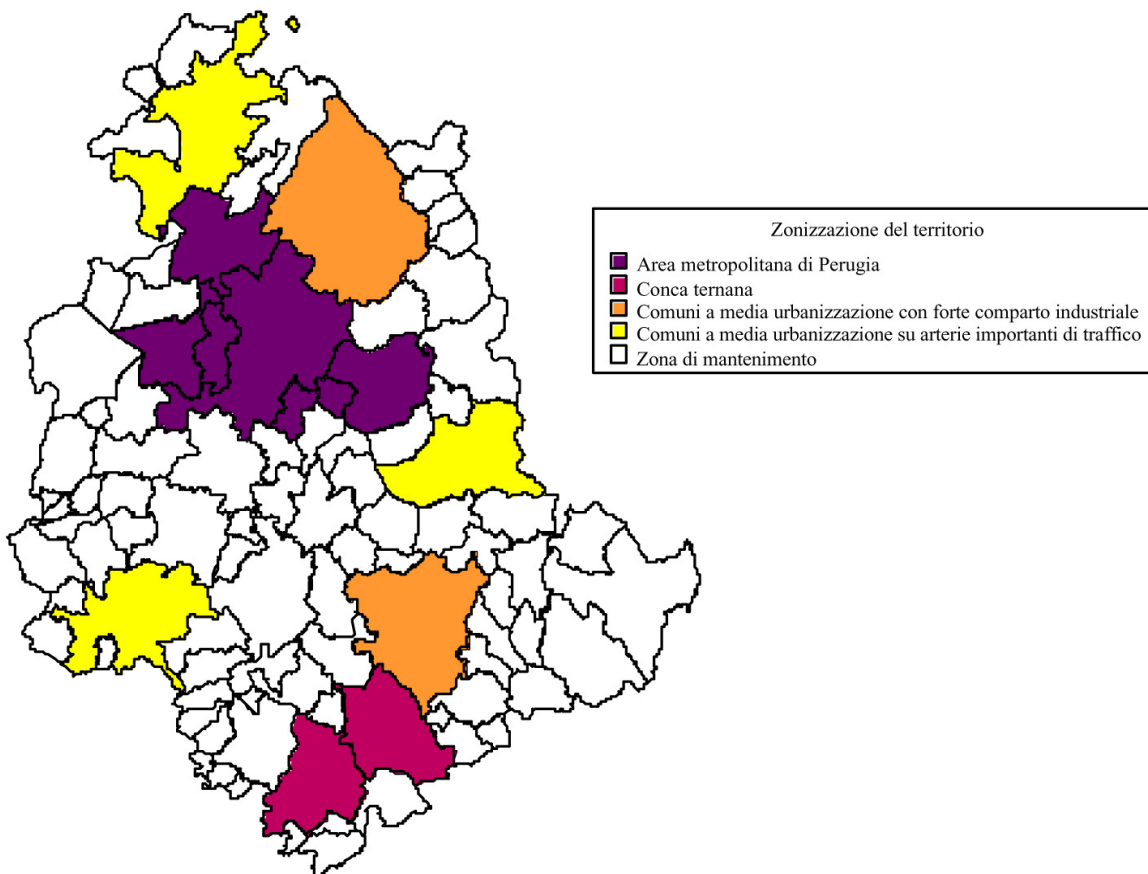 Zonizzazione del territorio
Area metropolitana di Perugia
Conca ternana
Comuni a media urbanizzazione con forte comparto industriale
Comuni a media urbanizzazione su arterie importanti di traffico
Zona di mantenimento